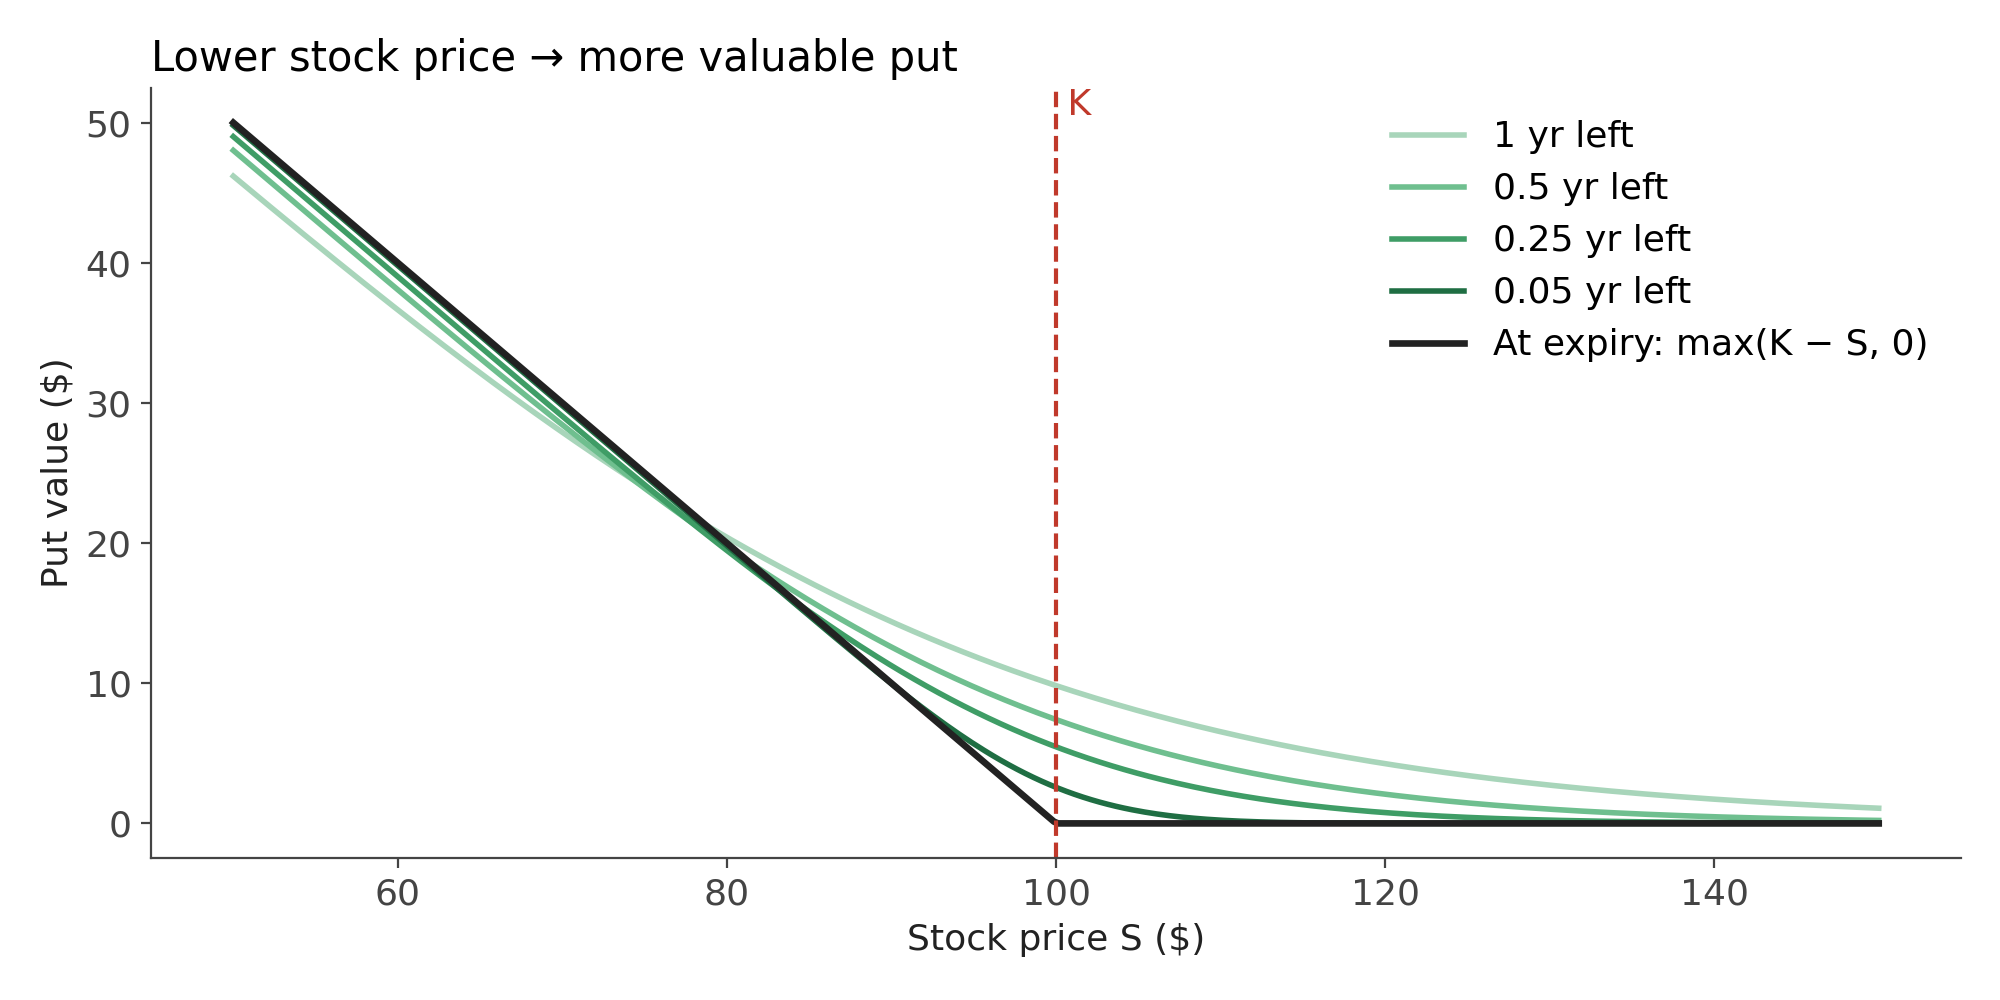 Lower stock price → more valuable put
K
1 yr left
0.5 yr left
0.25 yr left
0.05 yr left
At expiry: max(K − S, 0)
Put value ($)
50
40
30
20
10
0
60
80
100
120
140
Stock price S ($)